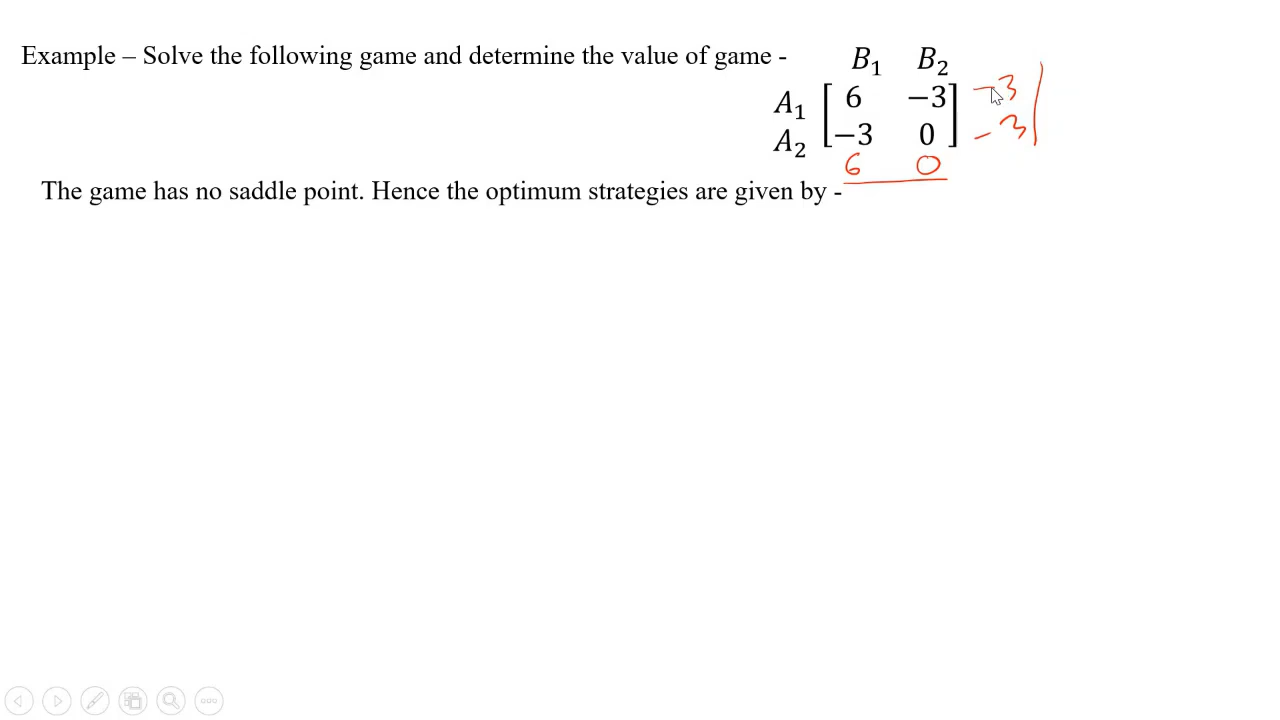 Example – Solve the following game and determine the value of game -
B₁ B₂
A₁ [ 6 −3 ] −3
A₂ [ −3 0 ] −3
6 0
The game has no saddle point. Hence the optimum strategies are given by -